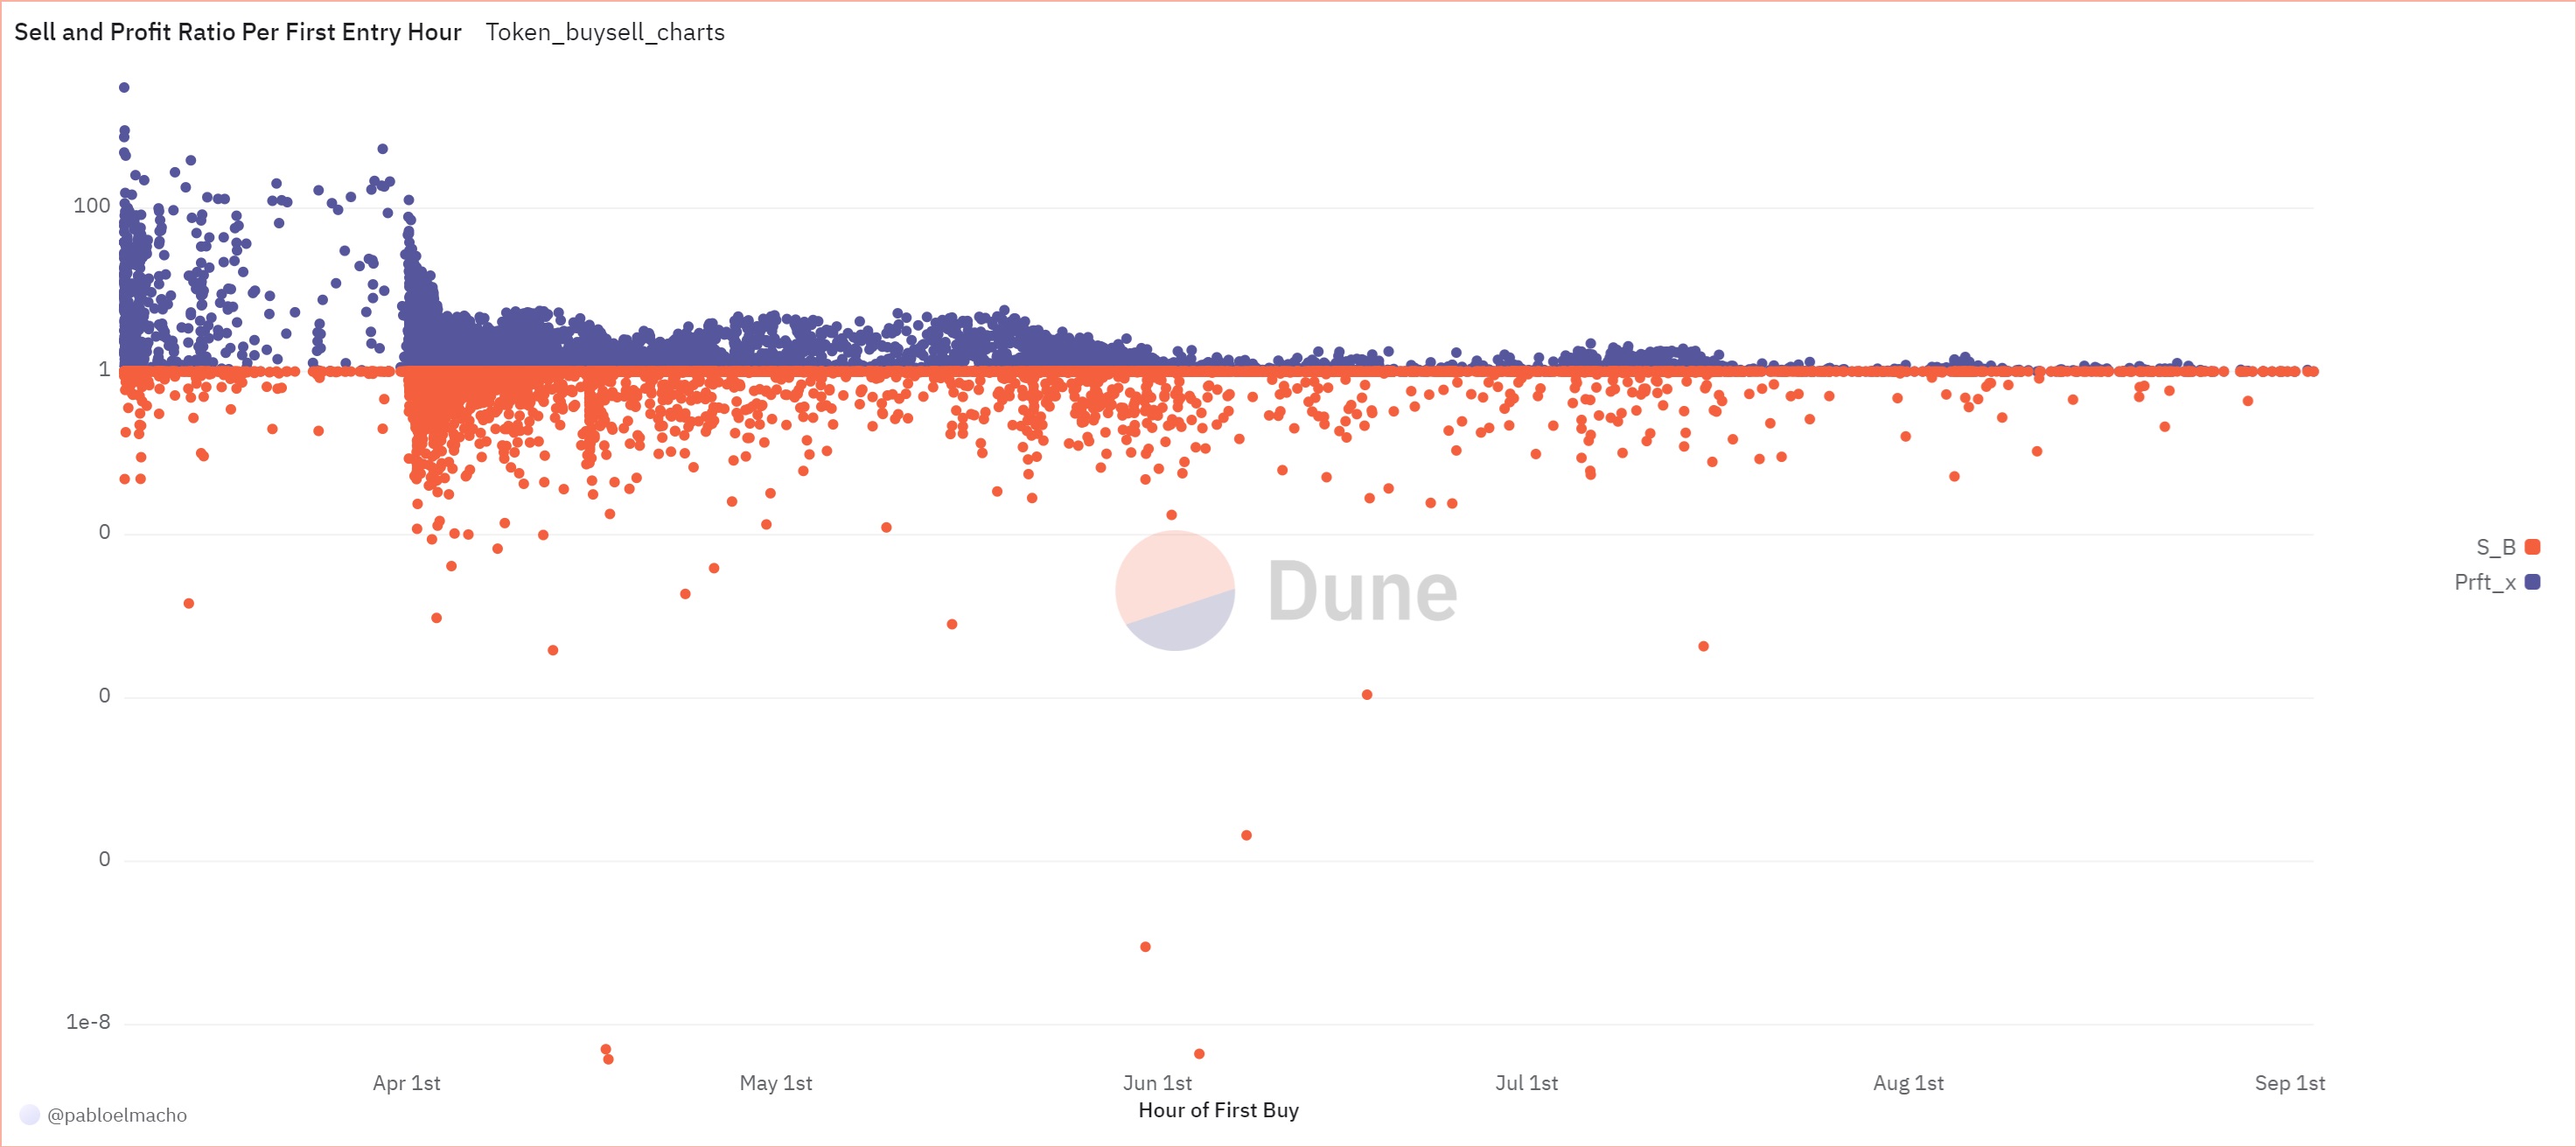 Sell and Profit Ratio Per First Entry Hour Token_buysell_charts
100
1
0
0
0
1e-8
S_B
Prft_x
Dune
Apr 1st May 1st Jun 1st Jul 1st Aug 1st Sep 1st
Hour of First Buy
@pabloelmacho